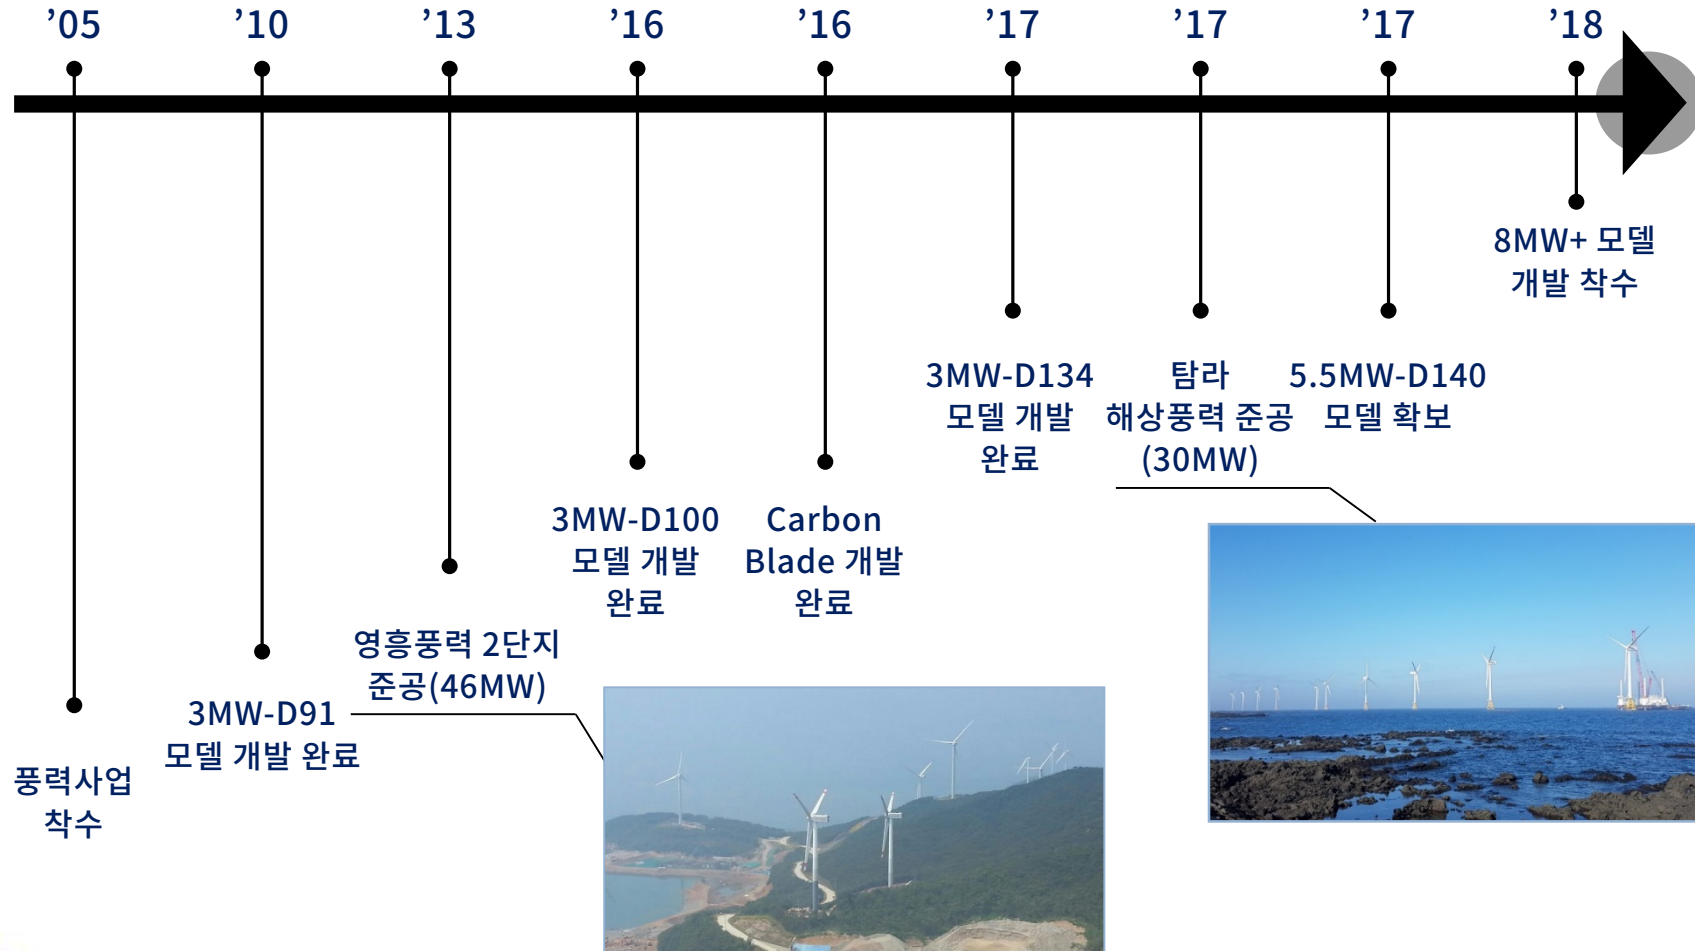 ’05
’10
’13
’16
’16
’17
’17
’17
’18
풍력사업
착수
3MW-D91
모델 개발 완료
영흥풍력 2단지
준공(46MW)
3MW-D100
모델 개발
완료
Carbon
Blade 개발
완료
3MW-D134
모델 개발
완료
탐라
해상풍력 준공
(30MW)
5.5MW-D140
모델 확보
8MW+ 모델
개발 착수